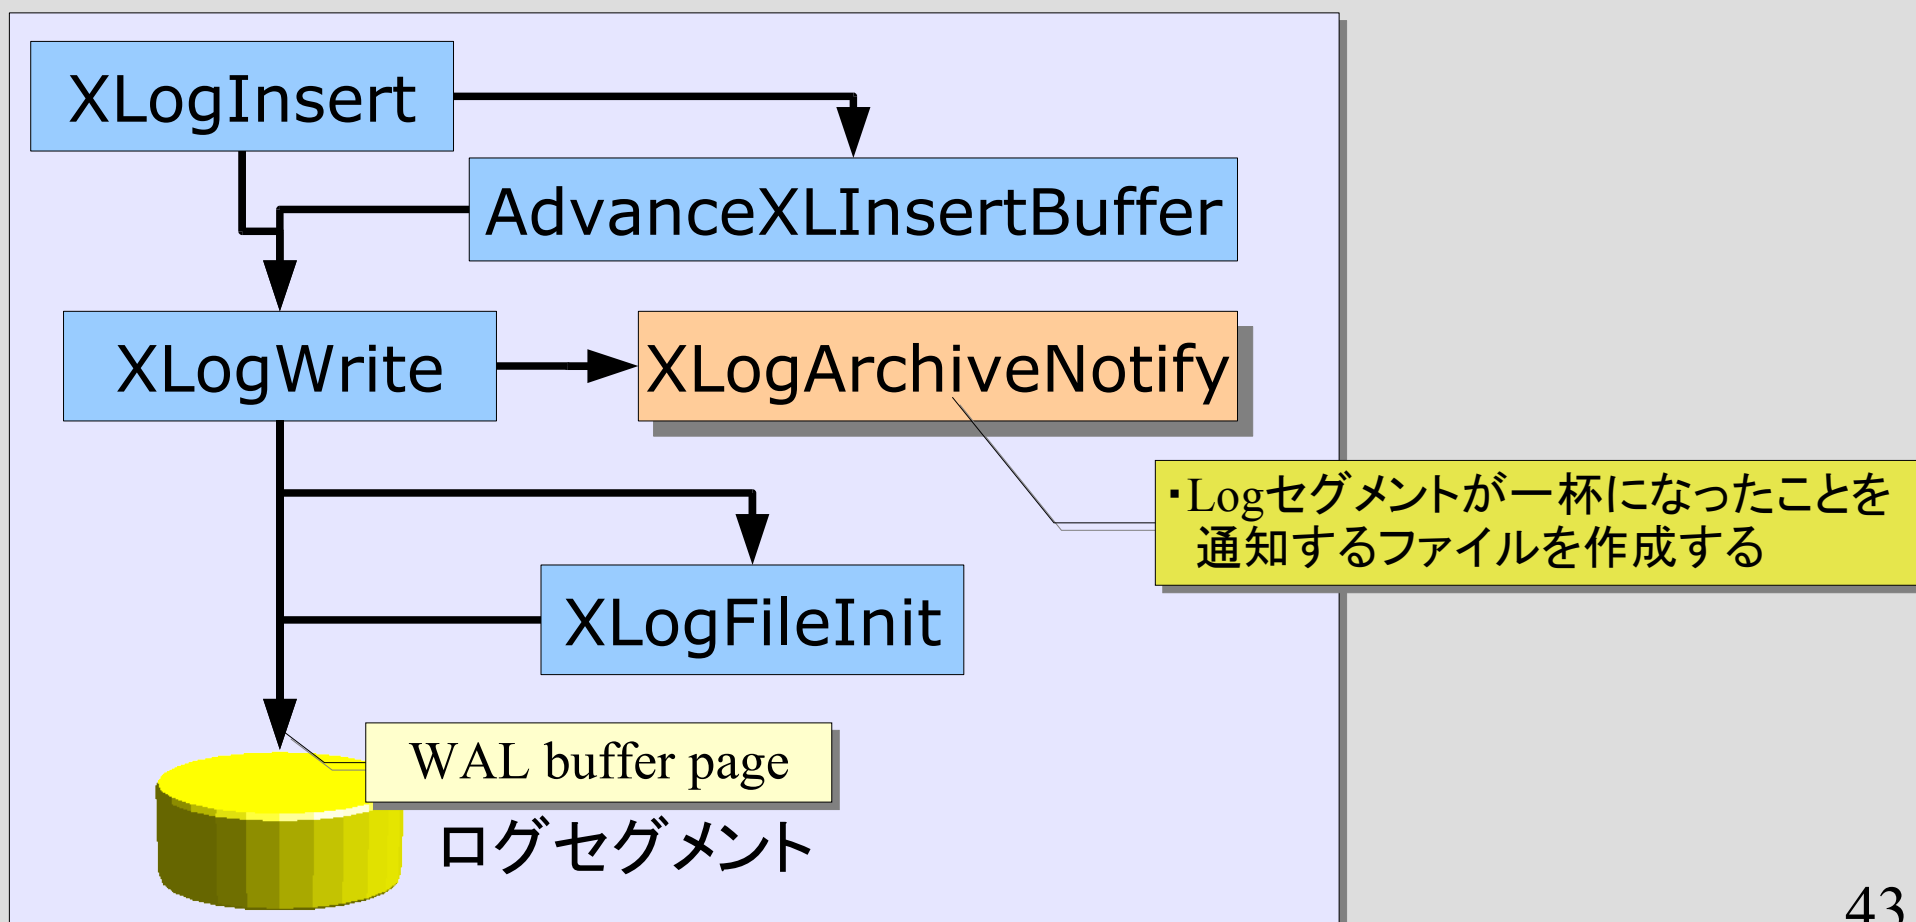 XLogInsert
AdvanceXLInsertBuffer
XLogWrite
XLogArchiveNotify
・Logセグメントが一杯になったことを
通知するファイルを作成する
XLogFileInit
WAL buffer page
ログセグメント
43